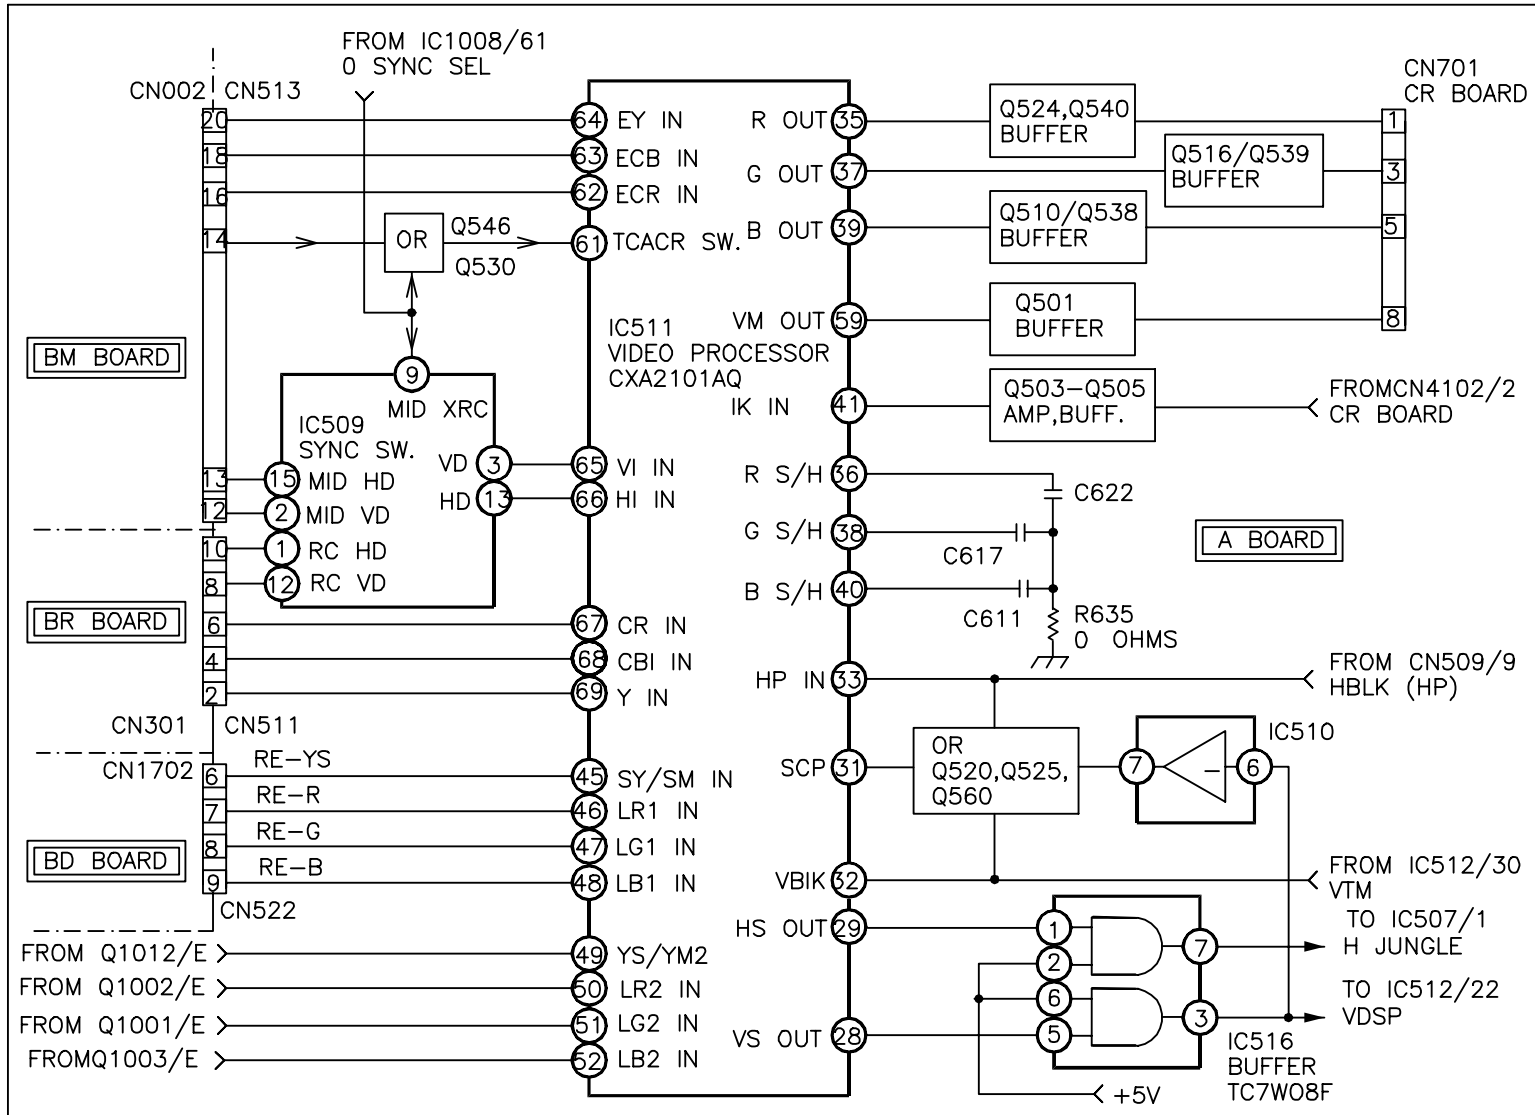 FROM IC1008/61
0 SYNC SEL
CN002 CN513
CN701
CR BOARD
20
18
16
14
64 EY IN
63 ECB IN
62 ECR IN
61 TCACR SW.
OR
Q546
Q530
R OUT 35
G OUT 37
B OUT 39
VM OUT 59
IK IN 41
Q524,Q540
BUFFER
Q516/Q539
BUFFER
Q510/Q538
BUFFER
Q501
BUFFER
Q503-Q505
AMP,BUFF.
1
3
5
8
FROMCN4102/2
CR BOARD
BM BOARD
IC511
VIDEO PROCESSOR
CXA2101AQ
9
MID XRC
IC509
SYNC SW.
13
12
10
8
15 MID HD
2 MID VD
1 RC HD
12 RC VD
VD 3
HD 13
65 VI IN
66 HI IN
R S/H 36
G S/H 38
B S/H 40
C622
C617
C611
R635
0 OHMS
A BOARD
BR BOARD
6
4
2
67 CR IN
68 CBI IN
69 Y IN
CN301 CN511
HP IN 33
FROM CN509/9
HBLK (HP)
SCP 31
OR
Q520,Q525,
Q560
7
6
IC510
CN1702
BD BOARD
6
7
8
9
RE-YS
RE-R
RE-G
RE-B
45 SY/SM IN
46 LR1 IN
47 LG1 IN
48 LB1 IN
CN522
VBIK 32
FROM IC512/30
VTM
HS OUT 29
VS OUT 28
1
2
6
5
7
3
TO IC507/1
H JUNGLE
TO IC512/22
VDSP
IC516
BUFFER
TC7WO8F
+5V
FROM Q1012/E
FROM Q1002/E
FROM Q1001/E
FROMQ1003/E
49 YS/YM2
50 LR2 IN
51 LG2 IN
52 LB2 IN